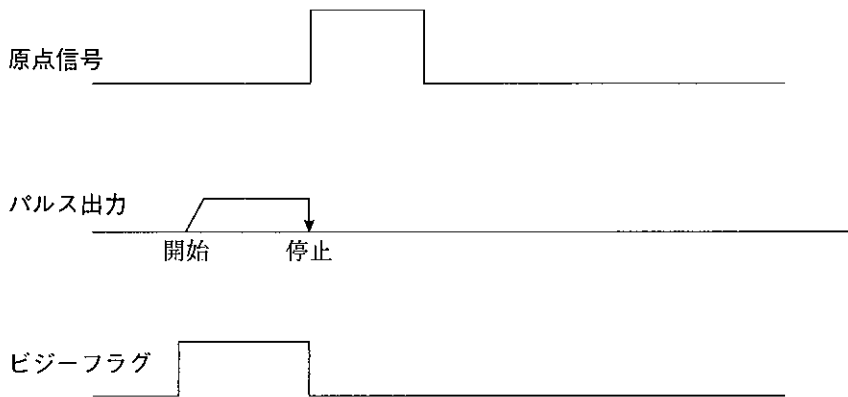 原点信号
パルス出力
開始
停止
ビジーフラグ